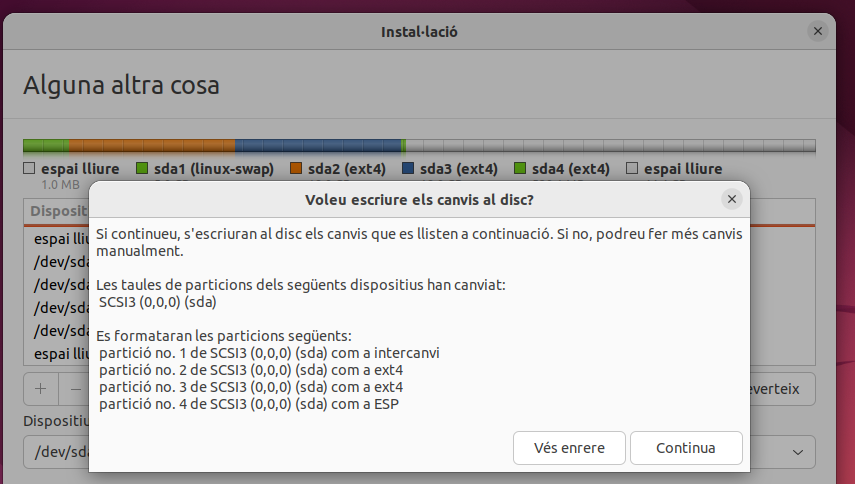 Instal·lació
Alguna altra cosa
espai lliure sda1 (linux-swap) sda2 (ext4) sda3 (ext4) sda4 (ext4) espai lliure
1.0 MB
Voleu escriure els canvis al disc?
Si continueu, s'escriuran al disc els canvis que es llisten a continuació. Si no, podreu fer més canvis
manualment.
Les taules de particions dels següents dispositius han canviat:
SCSI3 (0,0,0) (sda)
Es formataran les particions següents:
partició no. 1 de SCSI3 (0,0,0) (sda) com a intercanvi
partició no. 2 de SCSI3 (0,0,0) (sda) com a ext4
partició no. 3 de SCSI3 (0,0,0) (sda) com a ext4
partició no. 4 de SCSI3 (0,0,0) (sda) com a ESP
Vés enrere Continua
Disposit
espai lliu
/dev/sda
/dev/sda
/dev/sda
/dev/sda
espai lliu
+ − everteix
Dispositiu
/dev/sda